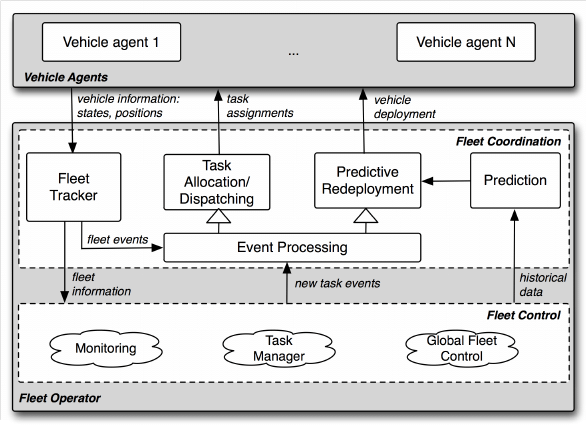 Vehicle agent 1
...
Vehicle agent N
Vehicle Agents
vehicle information:
states, positions
task
assignments
vehicle
deployment
Fleet Coordination
Fleet
Tracker
Task
Allocation/
Dispatching
Predictive
Redeployment
Prediction
fleet events
Event Processing
fleet
information
new task events
historical
data
Fleet Control
Monitoring
Task
Manager
Global Fleet
Control
Fleet Operator